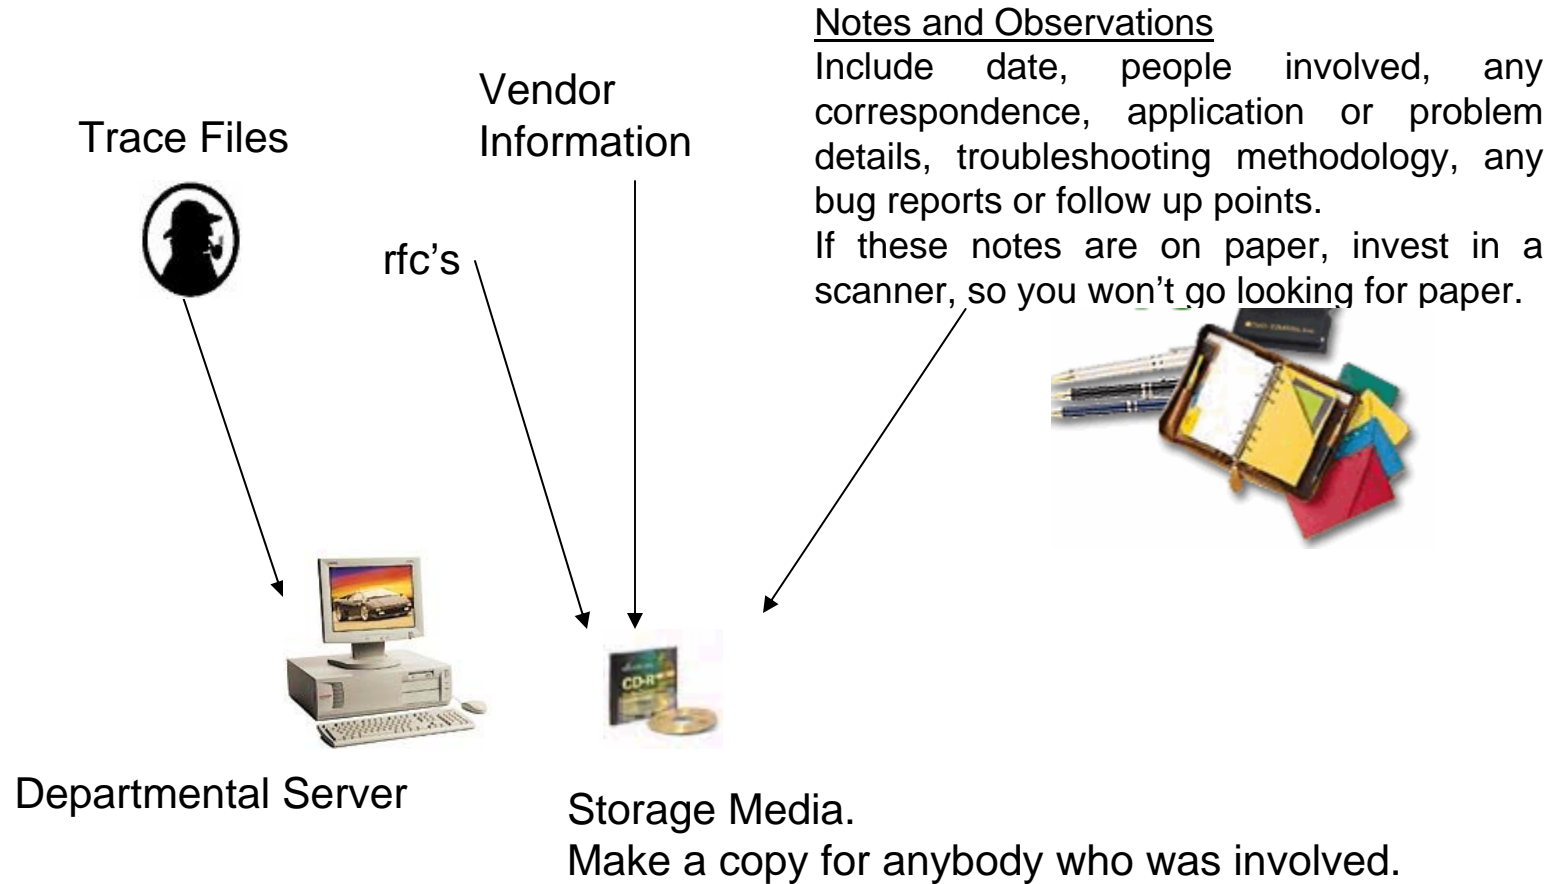 Notes and Observations
Include date, people involved, any
correspondence, application or problem
details, troubleshooting methodology, any
bug reports or follow up points.
If these notes are on paper, invest in a
scanner, so you won’t go looking for paper.
Vendor
Information
Trace Files
rfc’s
CD-R
Departmental Server
Storage Media.
Make a copy for anybody who was involved.